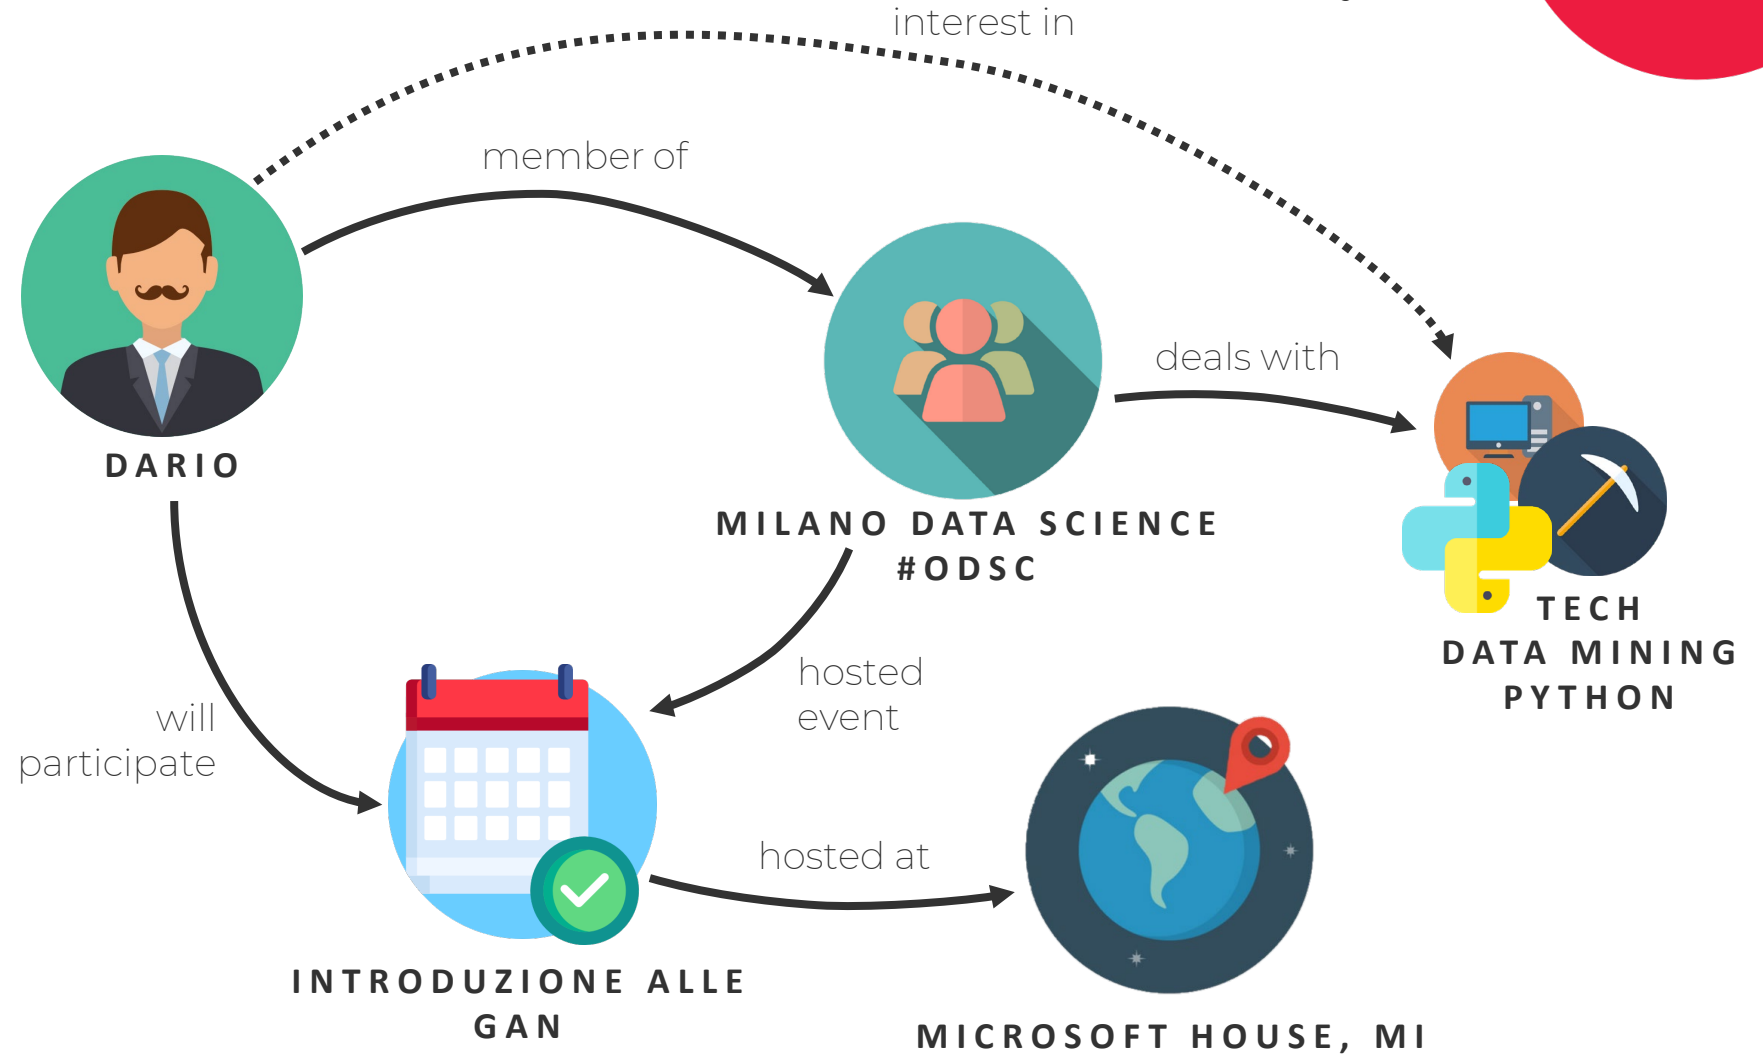 interest in
member of
deals with
DARIO
MILANO DATA SCIENCE
#ODSC
TECH
DATA MINING
PYTHON
hosted
event
will
participate
hosted at
INTRODUZIONE ALLE
GAN
MICROSOFT HOUSE, MI